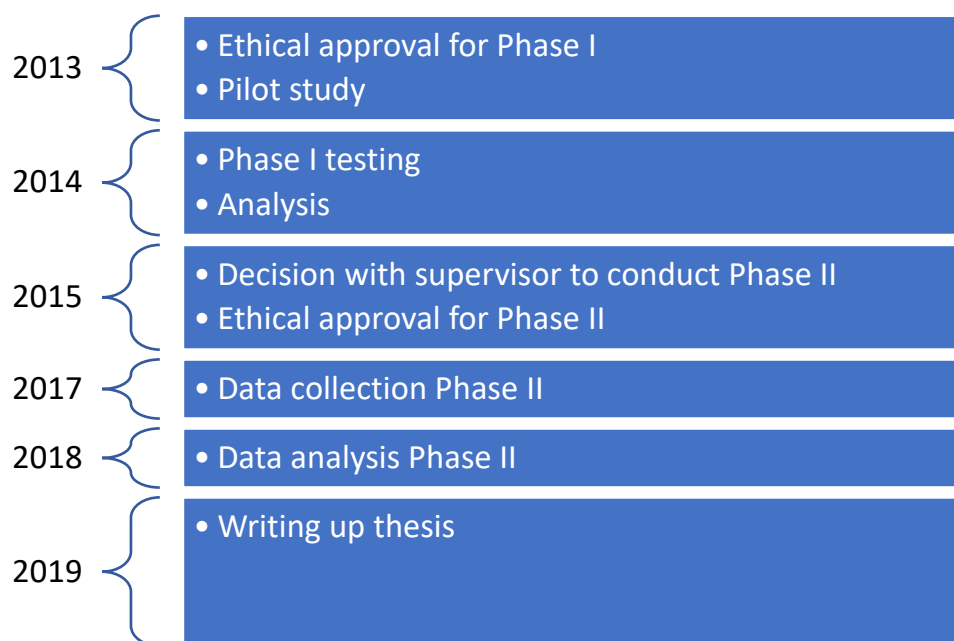 2013
• Ethical approval for Phase I
• Pilot study
2014
• Phase I testing
• Analysis
2015
• Decision with supervisor to conduct Phase II
• Ethical approval for Phase II
2017
• Data collection Phase II
2018
• Data analysis Phase II
2019
• Writing up thesis